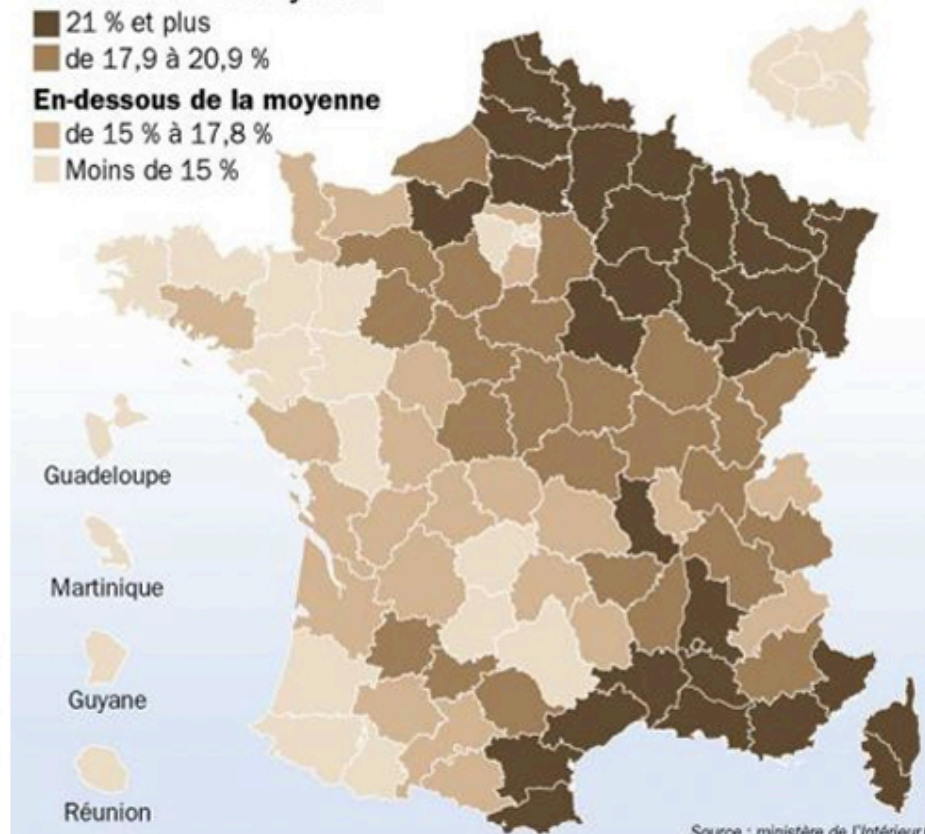 21 % et plus
de 17,9 à 20,9 %
En-dessous de la moyenne
de 15 % à 17,8 %
Moins de 15 %
Guadeloupe
Martinique
Guyane
Réunion
Source : ministère de l'Intérieur